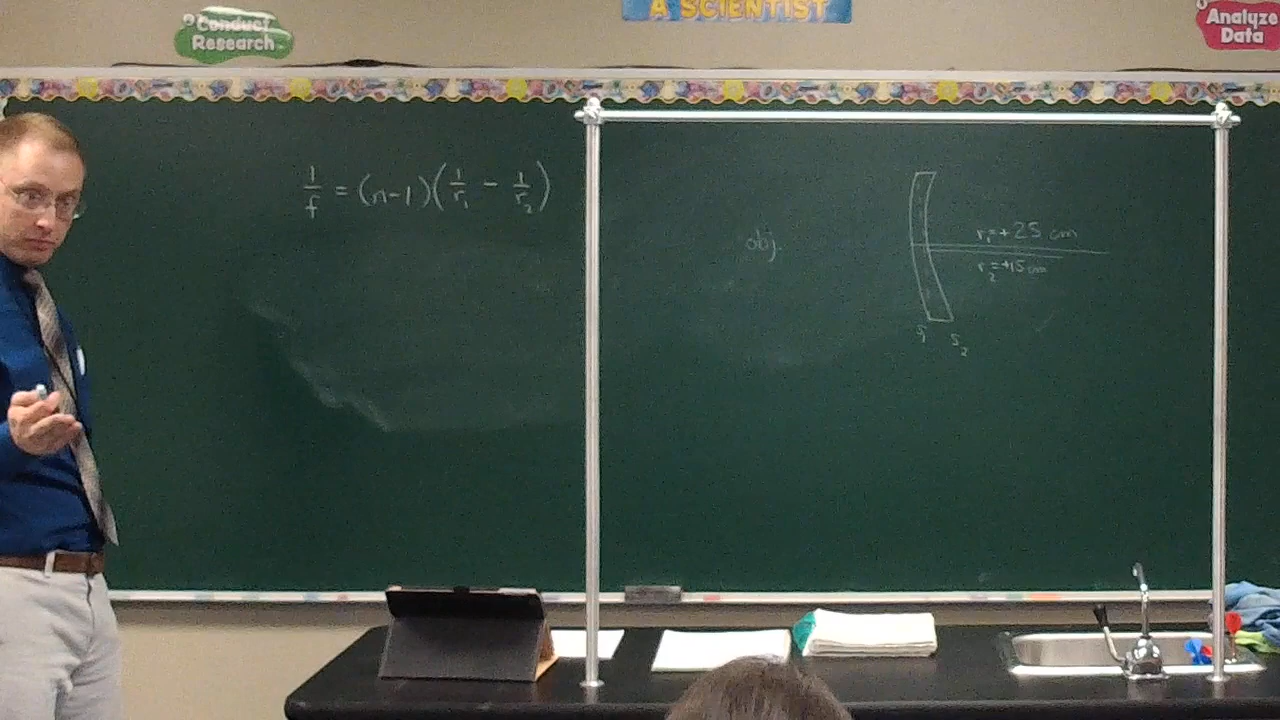 Conduct
Research
A SCIENTIST
Analyze
Data
1/f = (n-1)(1/r₁ - 1/r₂)
obj.
r₁=+25 cm
r₂=+15 cm
S₁
S₂